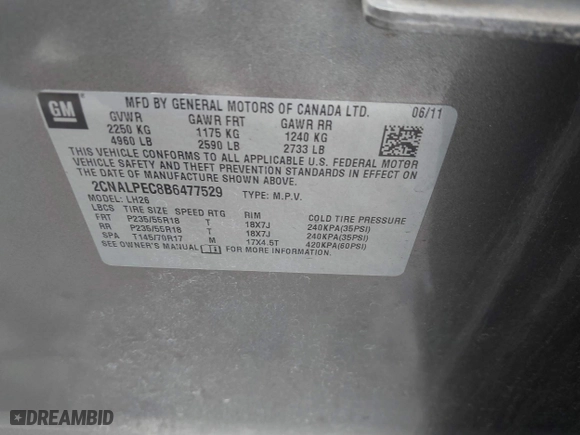 GM
MFD BY GENERAL MOTORS OF CANADA LTD. 06/11
GVWR GAWR FRT GAWR RR
2250 KG 1175 KG 1240 KG
4960 LB 2590 LB 2733 LB
THIS VEHICLE CONFORMS TO ALL APPLICABLE U.S. FEDERAL MOTOR
VEHICLE SAFETY AND THEFT PREVENTION STANDARDS IN EFFECT ON
THE DATE OF MANUFACTURE SHOWN ABOVE.
2CNALPEC8B6477529 TYPE: M.P.V.
MODEL: LH26
LBCS TIRE SIZE SPEED RTG RIM COLD TIRE PRESSURE
FRT P235/55R18 T 18X7J 240KPA(35PSI)
RR P235/55R18 T 18X7J 240KPA(35PSI)
SPA T145/70R17 M 17X4.5T 420KPA(60PSI)
SEE OWNER'S MANUAL FOR MORE INFORMATION.
DREAMBID